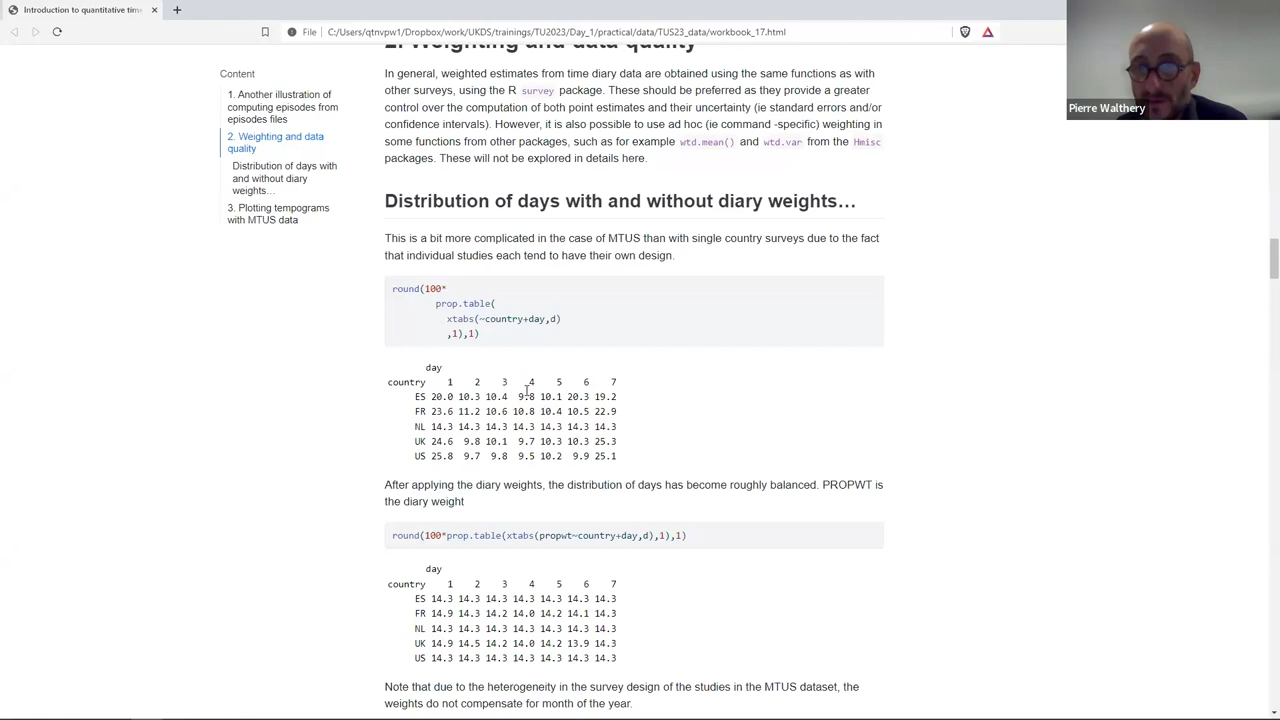 Introduction to quantitative tim
File
C:/Users/qtnvpw1/Dropbox/work/UKDS/trainings/TU2023/Day_1/practical/data/TUS23_data/workbook_17.html
Pierre Walthery
Content
1. Another illustration of
computing episodes from
episodes files
2. Weighting and data
quality
Distribution of days with
and without diary
weights…
3. Plotting tempograms
with MTUS data
2. Weighting and data quality
In general, weighted estimates from time diary data are obtained using the same functions as with
other surveys, using the R survey package. These should be preferred as they provide a greater
control over the computation of both point estimates and their uncertainty (ie standard errors and/or
confidence intervals). However, it is also possible to use ad hoc (ie command -specific) weighting in
some functions from other packages, such as for example wtd.mean() and wtd.var from the Hmisc
packages. These will not be explored in details here.
Distribution of days with and without diary weights…
This is a bit more complicated in the case of MTUS than with single country surveys due to the fact
that individual studies each tend to have their own design.
round(100*
prop.table(
xtabs(~country+day,d)
,1),1)
day
country 1 2 3 4 5 6 7
ES 20.0 10.3 10.4 9.8 10.1 20.3 19.2
FR 23.6 11.2 10.6 10.8 10.4 10.5 22.9
NL 14.3 14.3 14.3 14.3 14.3 14.3 14.3
UK 24.6 9.8 10.1 9.7 10.3 10.3 25.3
US 25.8 9.7 9.8 9.5 10.2 9.9 25.1
After applying the diary weights, the distribution of days has become roughly balanced. PROPWT is
the diary weight
round(100*prop.table(xtabs(propwt~country+day,d),1),1)
day
country 1 2 3 4 5 6 7
ES 14.3 14.3 14.3 14.3 14.3 14.3 14.3
FR 14.9 14.3 14.2 14.0 14.2 14.1 14.3
NL 14.3 14.3 14.3 14.3 14.3 14.3 14.3
UK 14.9 14.5 14.2 14.0 14.2 13.9 14.3
US 14.3 14.3 14.3 14.3 14.3 14.3 14.3
Note that due to the heterogeneity in the survey design of the studies in the MTUS dataset, the
weights do not compensate for month of the year.